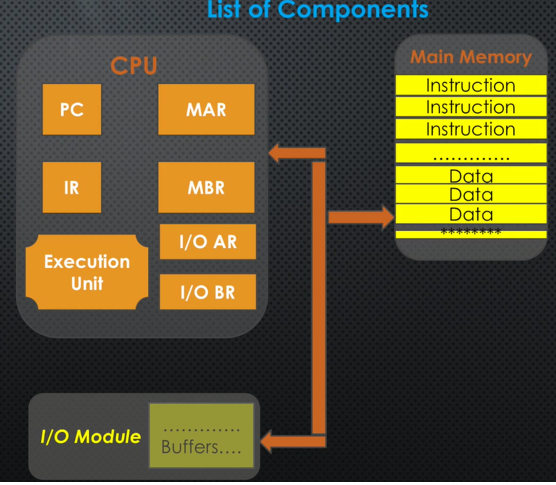 List of Components
CPU
PC
MAR
IR
MBR
Execution
Unit
I/O AR
I/O BR
Main Memory
Instruction
Instruction
Instruction
.............
Data
Data
Data
********
I/O Module
.............
Buffers....